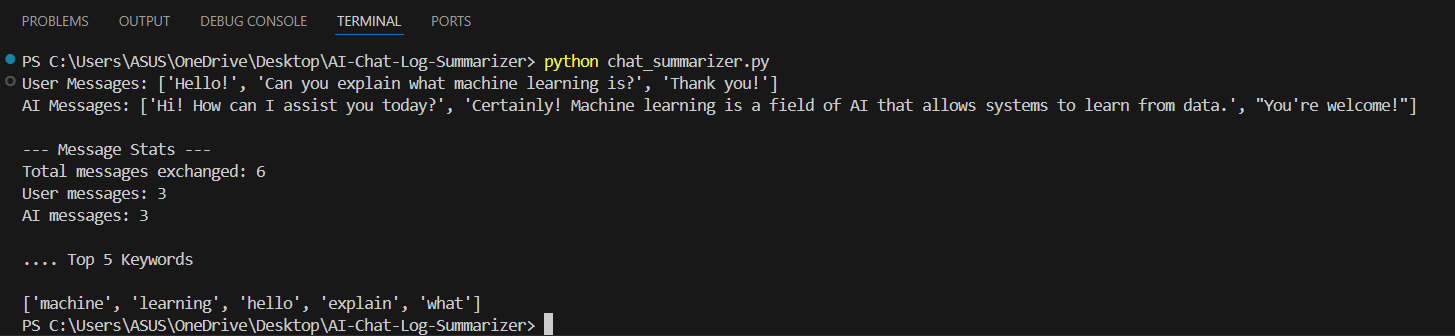 PROBLEMS OUTPUT DEBUG CONSOLE TERMINAL PORTS
PS C:\Users\ASUS\OneDrive\Desktop\AI-Chat-Log-Summarizer> python chat_summarizer.py
User Messages: ['Hello!', 'Can you explain what machine learning is?', 'Thank you!']
AI Messages: ['Hi! How can I assist you today?', 'Certainly! Machine learning is a field of AI that allows systems to learn from data.', "You're welcome!"]
--- Message Stats ---
Total messages exchanged: 6
User messages: 3
AI messages: 3
.... Top 5 Keywords
['machine', 'learning', 'hello', 'explain', 'what']
PS C:\Users\ASUS\OneDrive\Desktop\AI-Chat-Log-Summarizer>